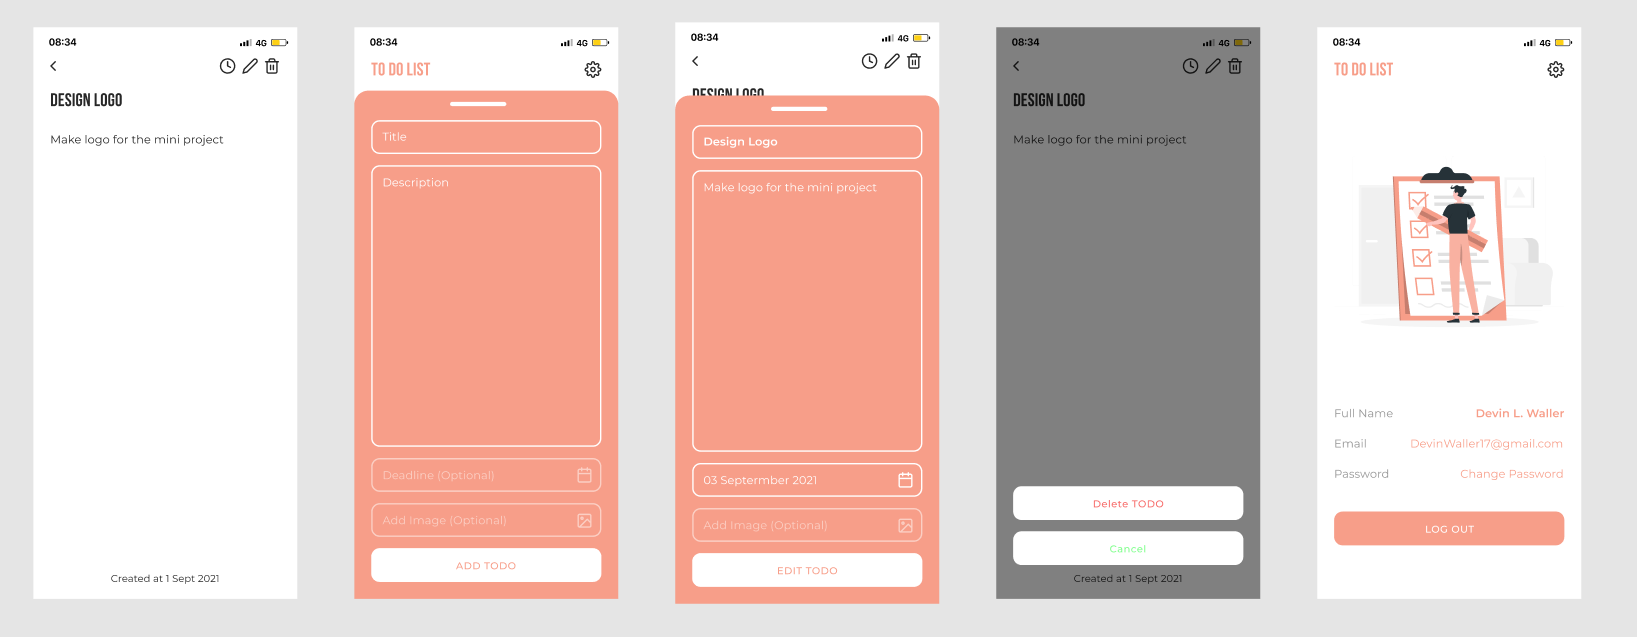 08:34
4G
DESIGN LOGO
Make logo for the mini project
Created at 1 Sept 2021
08:34
4G
TO DO LIST
Title
Description
Deadline (Optional)
Add Image (Optional)
ADD TODO
08:34
4G
DESIGN LOGO
Design Logo
Make logo for the mini project
03 Septermber 2021
Add Image (Optional)
EDIT TODO
08:34
4G
DESIGN LOGO
Make logo for the mini project
Delete TODO
Cancel
Created at 1 Sept 2021
08:34
4G
TO DO LIST
Full Name Devin L. Waller
Email DevinWaller17@gmail.com
Password Change Password
LOG OUT